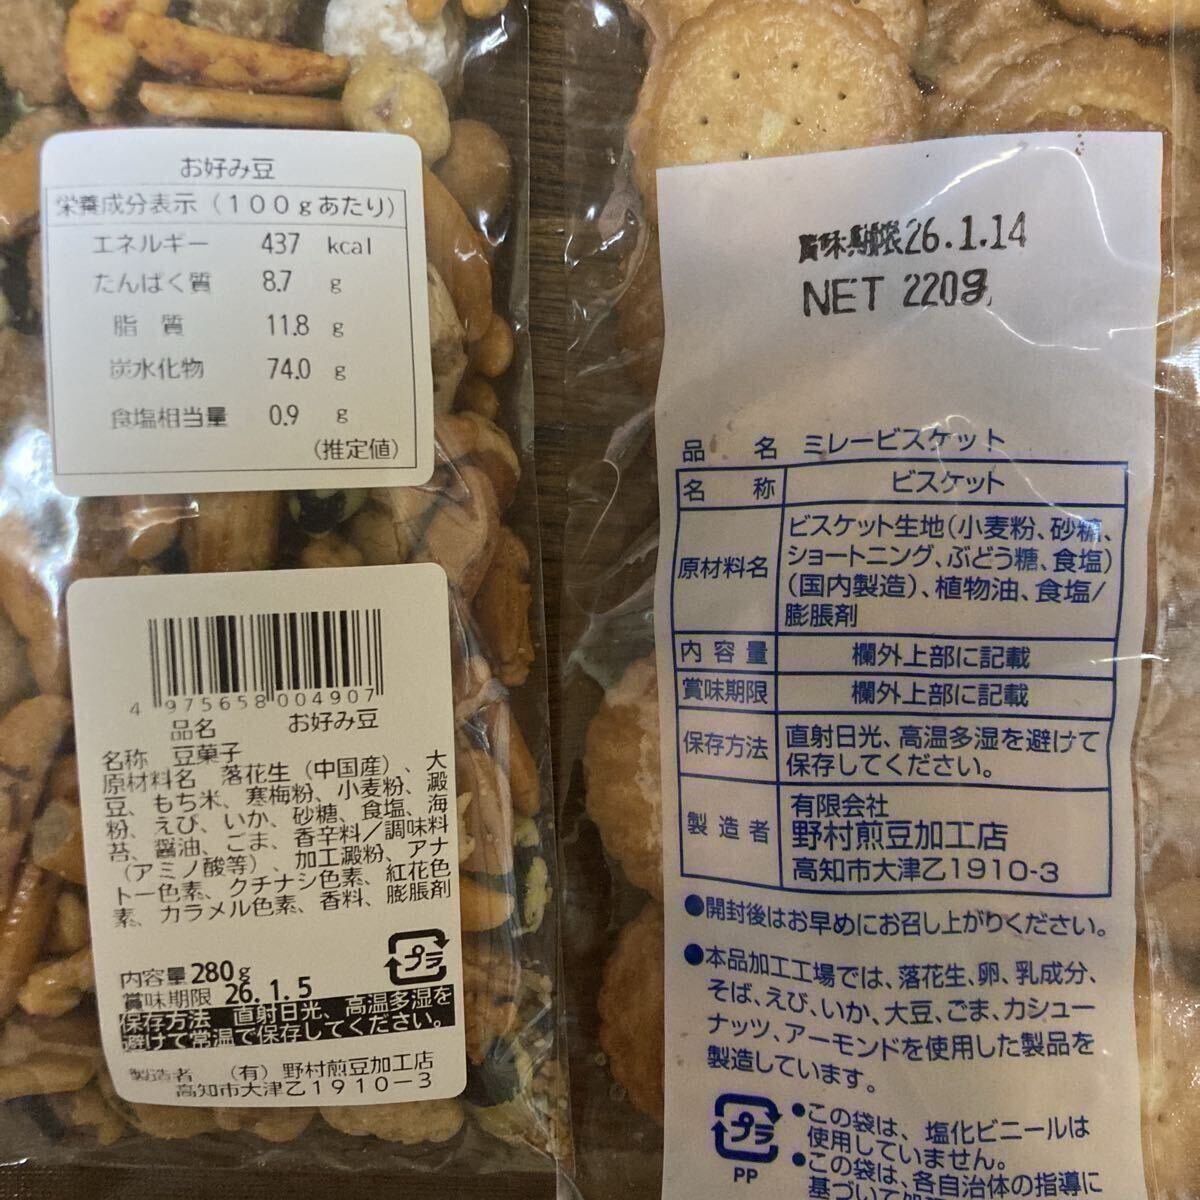 お好み豆
栄養成分表示（100gあたり）
エネルギー 437 kcal
たんぱく質 8.7 g
脂質 11.8 g
炭水化物 74.0 g
食塩相当量 0.9 g
（推定値）
4 975658 004907
品名 お好み豆
名称 豆菓子
原材料名 落花生（中国産）、大
豆、もち米、寒梅粉、小麦粉、澱
粉、えび、いか、砂糖、食塩、海
苔、醤油、ごま、香辛料／調味料
（アミノ酸等）、加工澱粉、アナ
トー色素、クチナシ色素、紅花色
素、カラメル色素、香料、膨脹剤
プラ
内容量 280g
賞味期限 26.1.5
保存方法 直射日光、高温多湿を
避けて常温で保存してください。
製造者 （有）野村煎豆加工店
高知市大津乙1910－3
賞味期限26.1.14
NET 220g
品名 ミレービスケット
名称 ビスケット
原材料名 ビスケット生地（小麦粉、砂糖、
ショートニング、ぶどう糖、食塩）
（国内製造）、植物油、食塩/
膨脹剤
内容量 欄外上部に記載
賞味期限 欄外上部に記載
保存方法 直射日光、高温多湿を避けて
保存してください。
製造者 有限会社
野村煎豆加工店
高知市大津乙1910-3
●開封後はお早めにお召し上がりください。
●本品加工工場では、落花生、卵、乳成分、
そば、えび、いか、大豆、ごま、カシュー
ナッツ、アーモンドを使用した製品を
製造しています。
プラ
PP
●この袋は、塩化ビニールは
使用していません。
●この袋は、各自治体の指導に
基づいて処